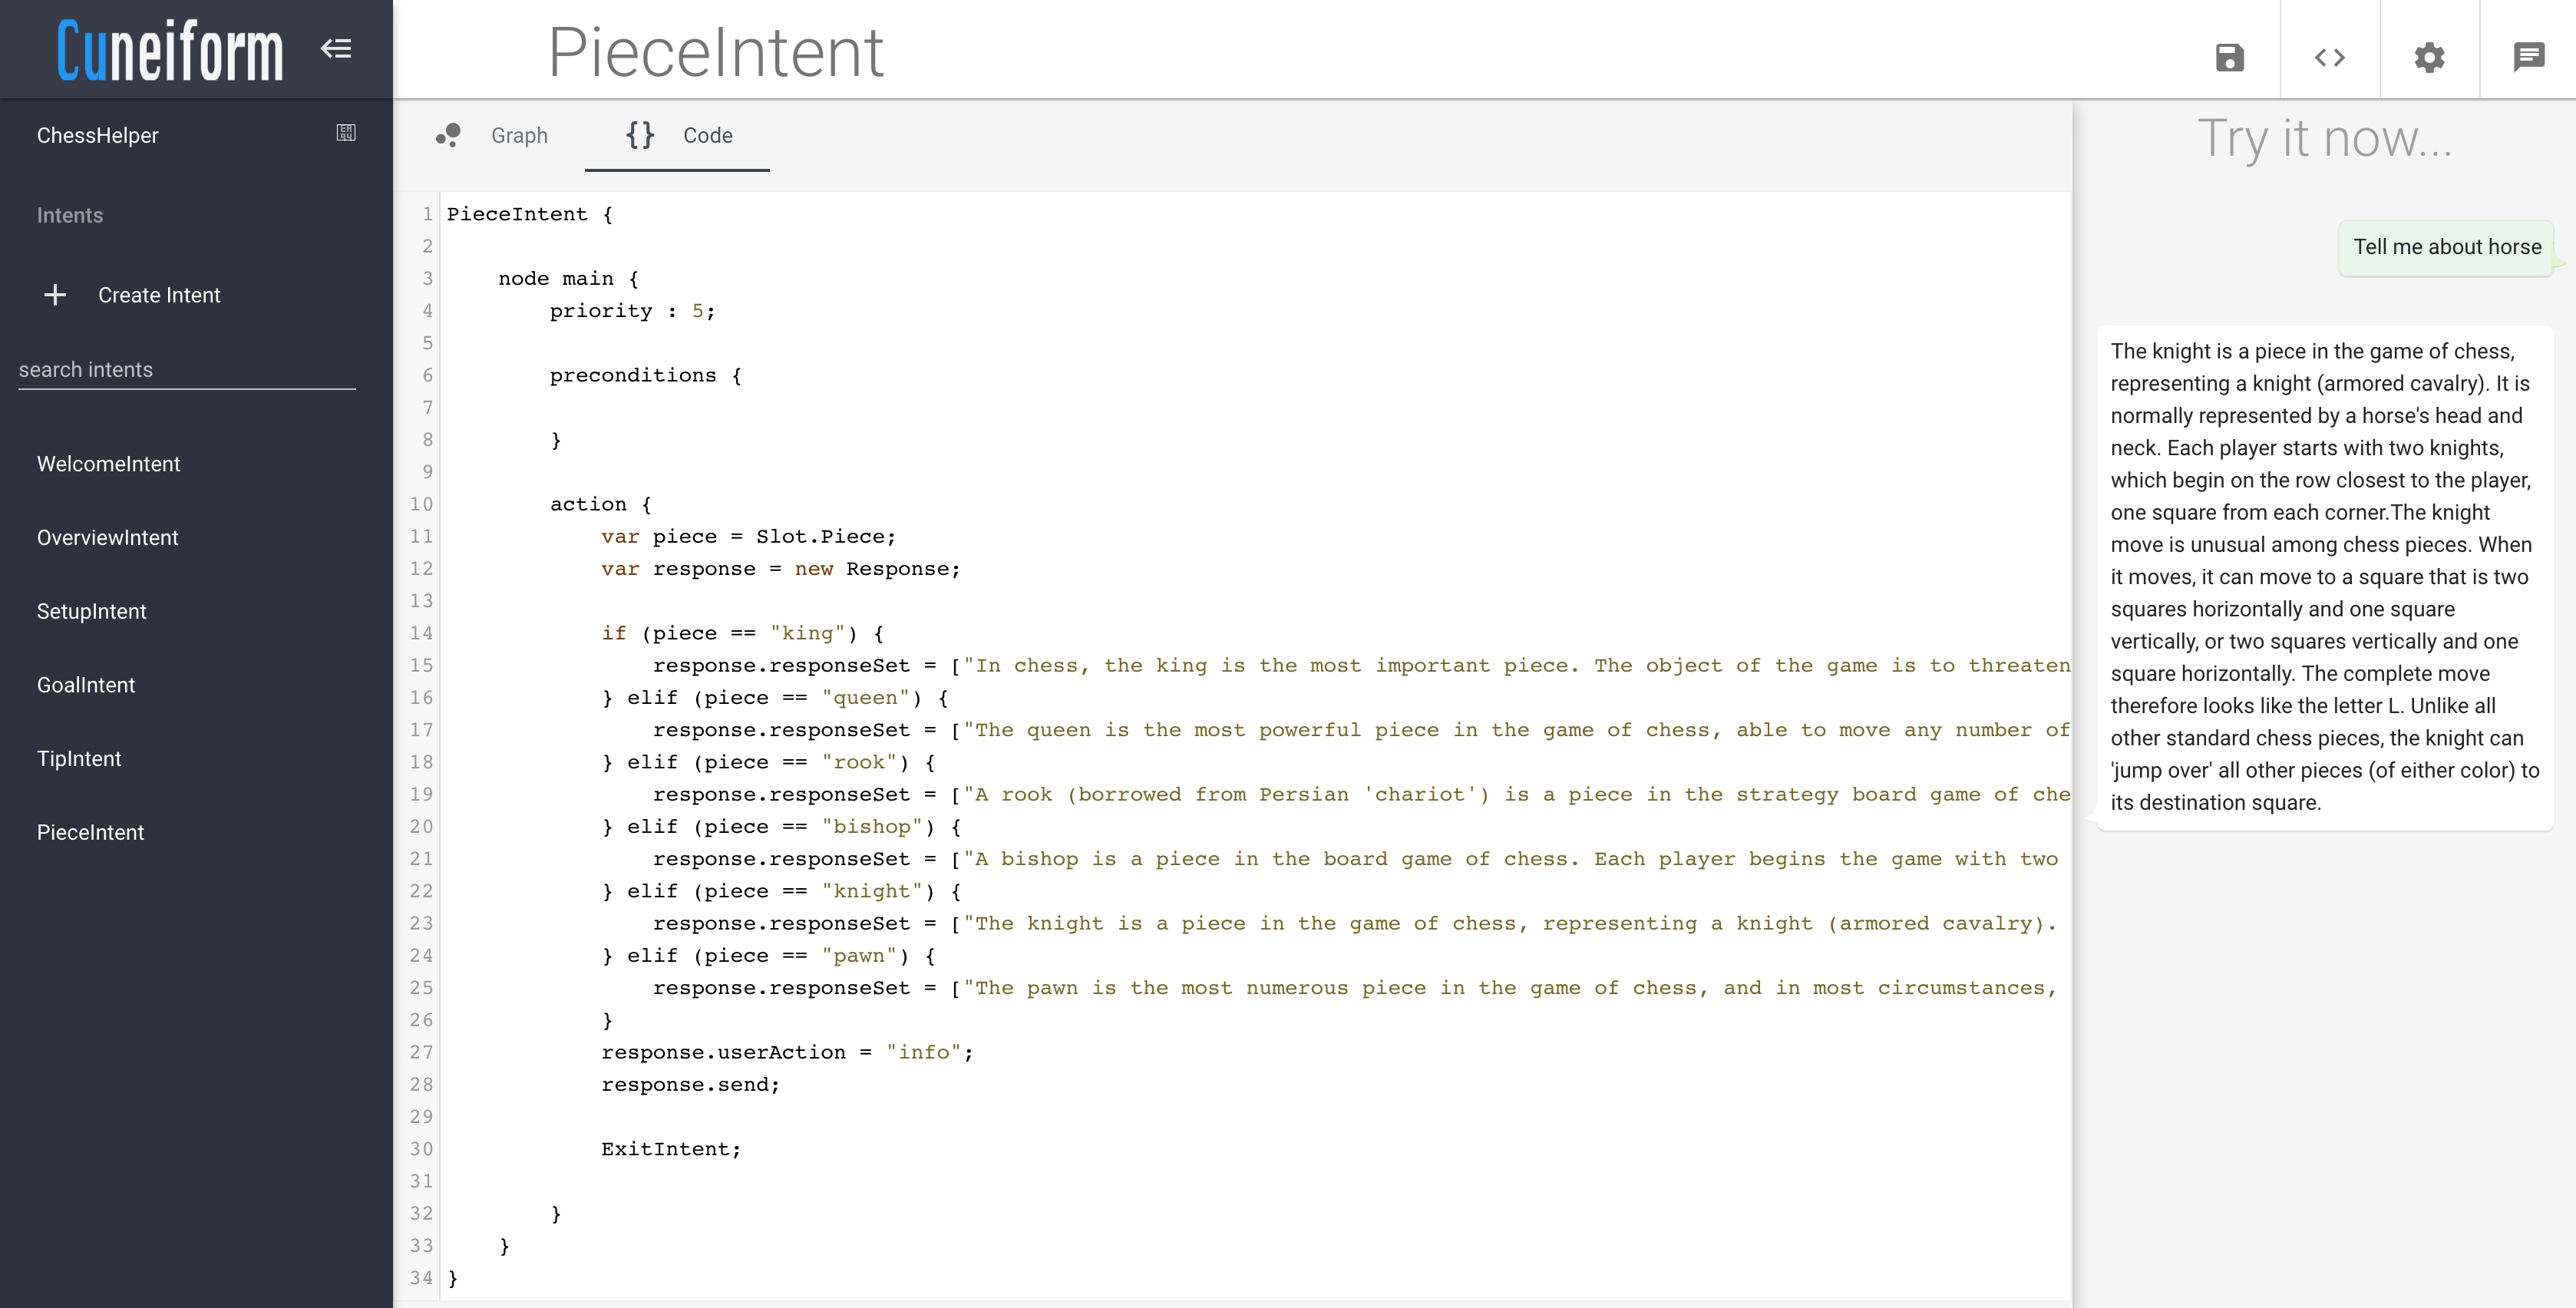 Cuneiform
PieceIntent
ChessHelper
Intents
Create Intent
search intents
WelcomeIntent
OverviewIntent
SetupIntent
GoalIntent
TipIntent
PieceIntent
Graph
{} Code
1 PieceIntent {
2
3 node main {
4 priority : 5;
5
6 preconditions {
7
8 }
9
10 action {
11 var piece = Slot.Piece;
12 var response = new Response;
13
14 if (piece == "king") {
15 response.responseSet = ["In chess, the king is the most important piece. The object of the game is to threaten
16 } elif (piece == "queen") {
17 response.responseSet = ["The queen is the most powerful piece in the game of chess, able to move any number of
18 } elif (piece == "rook") {
19 response.responseSet = ["A rook (borrowed from Persian 'chariot') is a piece in the strategy board game of che
20 } elif (piece == "bishop") {
21 response.responseSet = ["A bishop is a piece in the board game of chess. Each player begins the game with two
22 } elif (piece == "knight") {
23 response.responseSet = ["The knight is a piece in the game of chess, representing a knight (armored cavalry).
24 } elif (piece == "pawn") {
25 response.responseSet = ["The pawn is the most numerous piece in the game of chess, and in most circumstances,
26 }
27 response.userAction = "info";
28 response.send;
29
30 ExitIntent;
31
32 }
33 }
34 }
Try it now...
Tell me about horse
The knight is a piece in the game of chess,
representing a knight (armored cavalry). It is
normally represented by a horse's head and
neck. Each player starts with two knights,
which begin on the row closest to the player,
one square from each corner.The knight
move is unusual among chess pieces. When
it moves, it can move to a square that is two
squares horizontally and one square
vertically, or two squares vertically and one
square horizontally. The complete move
therefore looks like the letter L. Unlike all
other standard chess pieces, the knight can
'jump over' all other pieces (of either color) to
its destination square.